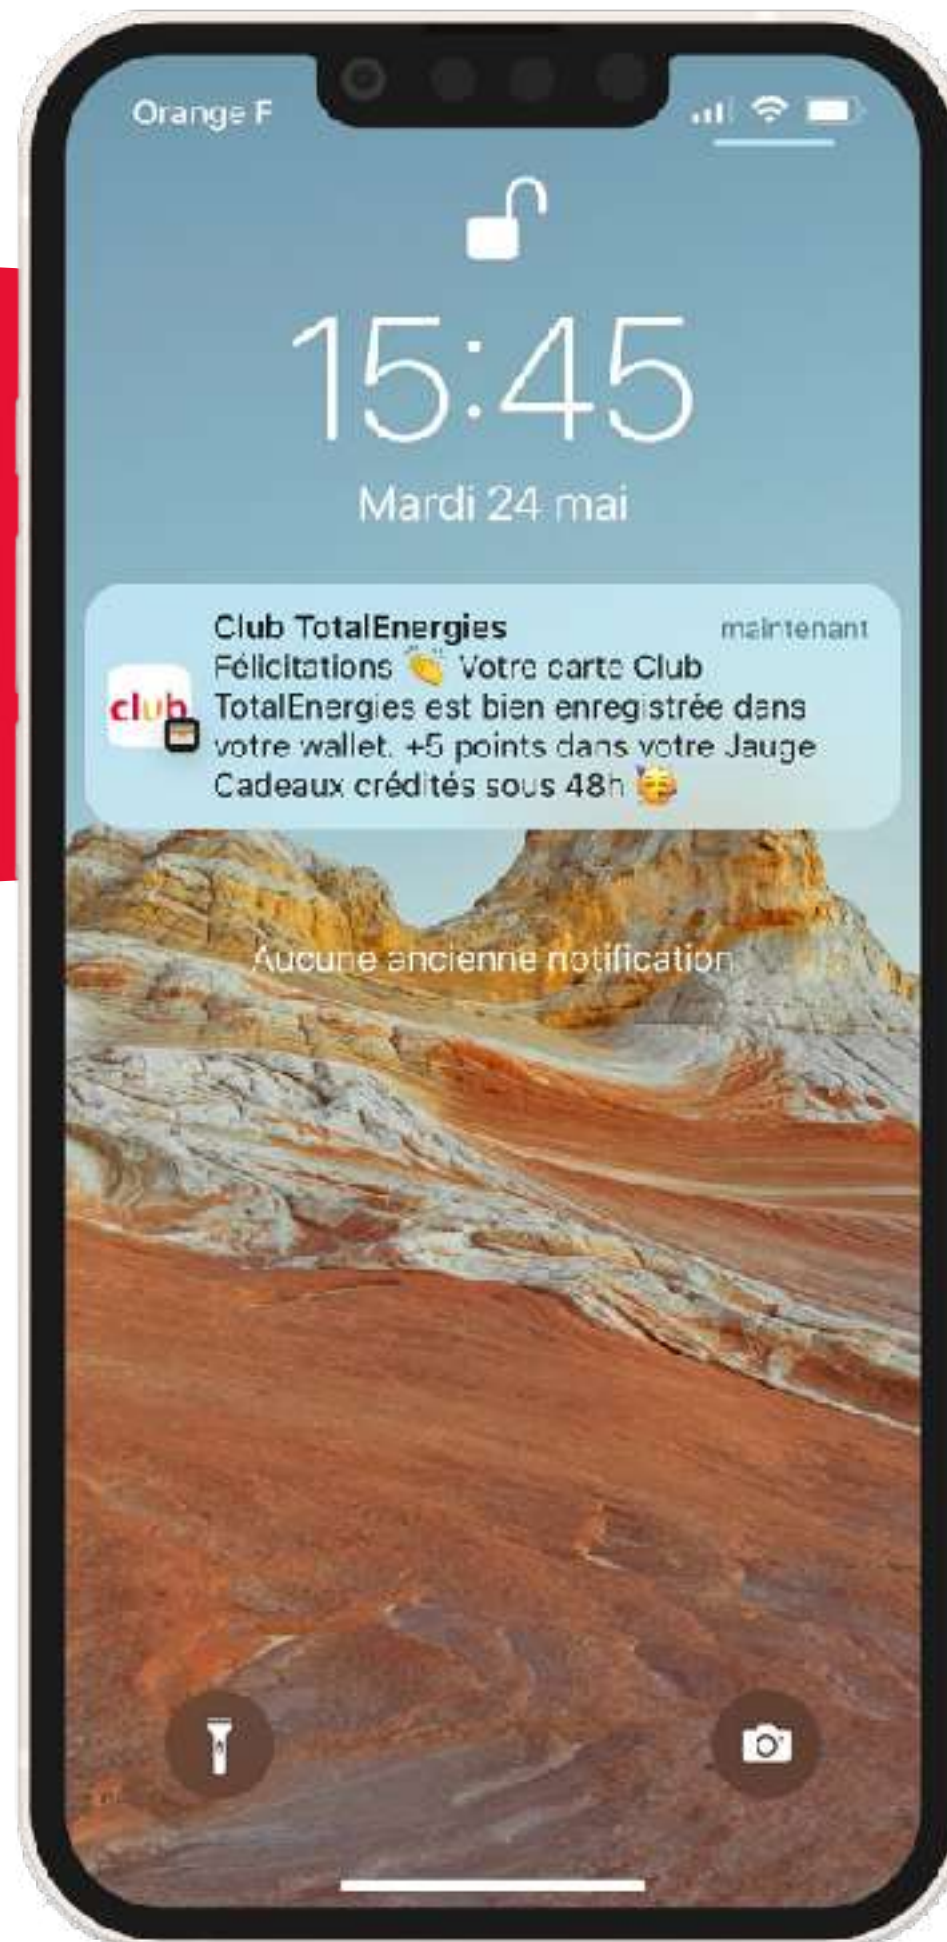 Orange F
15:45
Mardi 24 mai
Club TotalEnergies maintenant
Félicitations 👏 Votre carte Club
club TotalEnergies est bien enregistrée dans
votre wallet. +5 points dans votre Jauge
Cadeaux crédités sous 48h 🥳
Aucune ancienne notification